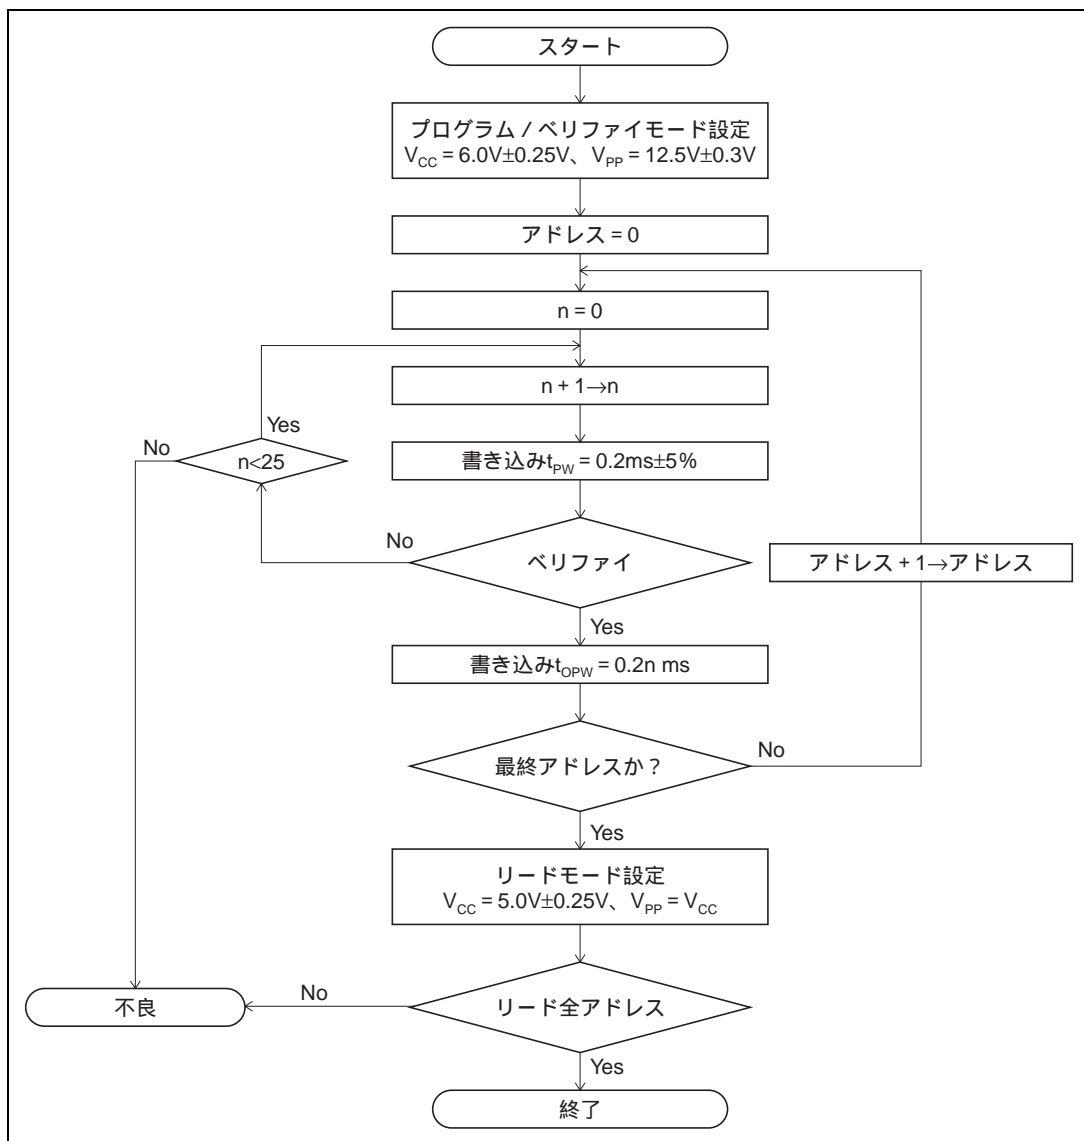 スタート
プログラム / ベリファイモード設定
VCC = 6.0V±0.25V、VPP = 12.5V±0.3V
アドレス = 0
n = 0
n + 1→n
Yes
No
n<25
書き込みtPW = 0.2ms±5%
No
ベリファイ
アドレス + 1→アドレス
Yes
書き込みtOPW = 0.2n ms
最終アドレスか？
No
Yes
リードモード設定
VCC = 5.0V±0.25V、VPP = VCC
不良
No
リード全アドレス
Yes
終了